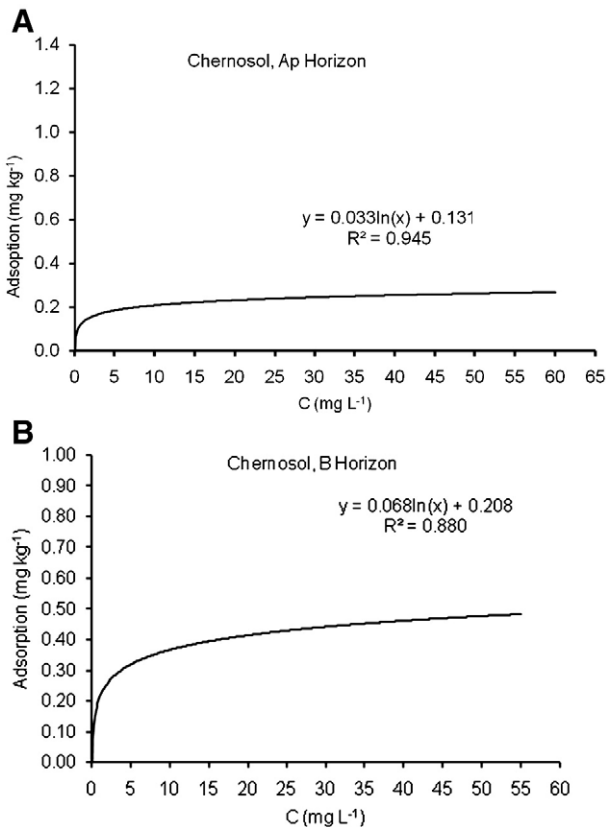 A
Chernosol, Ap Horizon
Adsoption (mg kg-1)
1.4
1.2
1.0
0.8
0.6
0.4
0.2
0.0
y = 0.033ln(x) + 0.131
R² = 0.945
0 5 10 15 20 25 30 35 40 45 50 55 60 65
C (mg L-1)
B
Chernosol, B Horizon
Adsorption (mg kg-1)
1.00
0.90
0.80
0.70
0.60
0.50
0.40
0.30
0.20
0.10
0.00
y = 0.068ln(x) + 0.208
R² = 0.880
0 5 10 15 20 25 30 35 40 45 50 55 60
C (mg L-1)